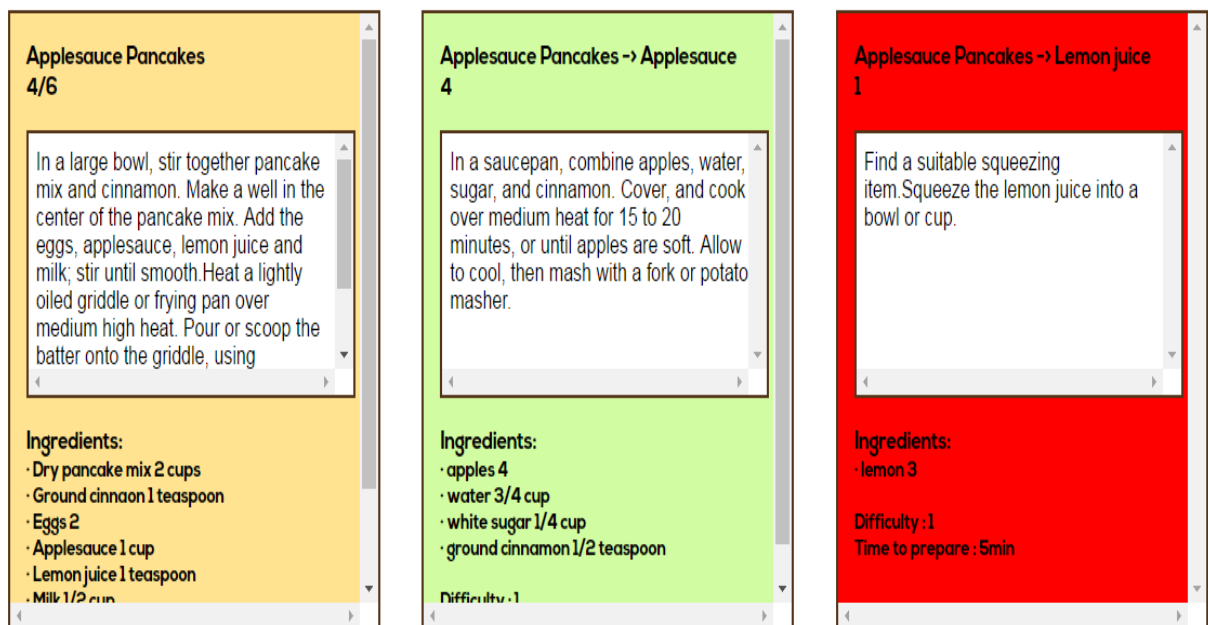 Applesauce Pancakes
4/6
In a large bowl, stir together pancake
mix and cinnamon. Make a well in the
center of the pancake mix. Add the
eggs, applesauce, lemon juice and
milk; stir until smooth.Heat a lightly
oiled griddle or frying pan over
medium high heat. Pour or scoop the
batter onto the griddle, using
Ingredients:
· Dry pancake mix 2 cups
· Ground cinnaon 1 teaspoon
· Eggs 2
· Applesauce 1 cup
· Lemon juice 1 teaspoon
· Milk 1/2 cup
Applesauce Pancakes -> Applesauce
4
In a saucepan, combine apples, water,
sugar, and cinnamon. Cover, and cook
over medium heat for 15 to 20
minutes, or until apples are soft. Allow
to cool, then mash with a fork or potato
masher.
Ingredients:
· apples 4
· water 3/4 cup
· white sugar 1/4 cup
· ground cinnamon 1/2 teaspoon
Difficulty : 1
Applesauce Pancakes -> Lemon juice
1
Find a suitable squeezing
item.Squeeze the lemon juice into a
bowl or cup.
Ingredients:
· lemon 3
Difficulty : 1
Time to prepare : 5min